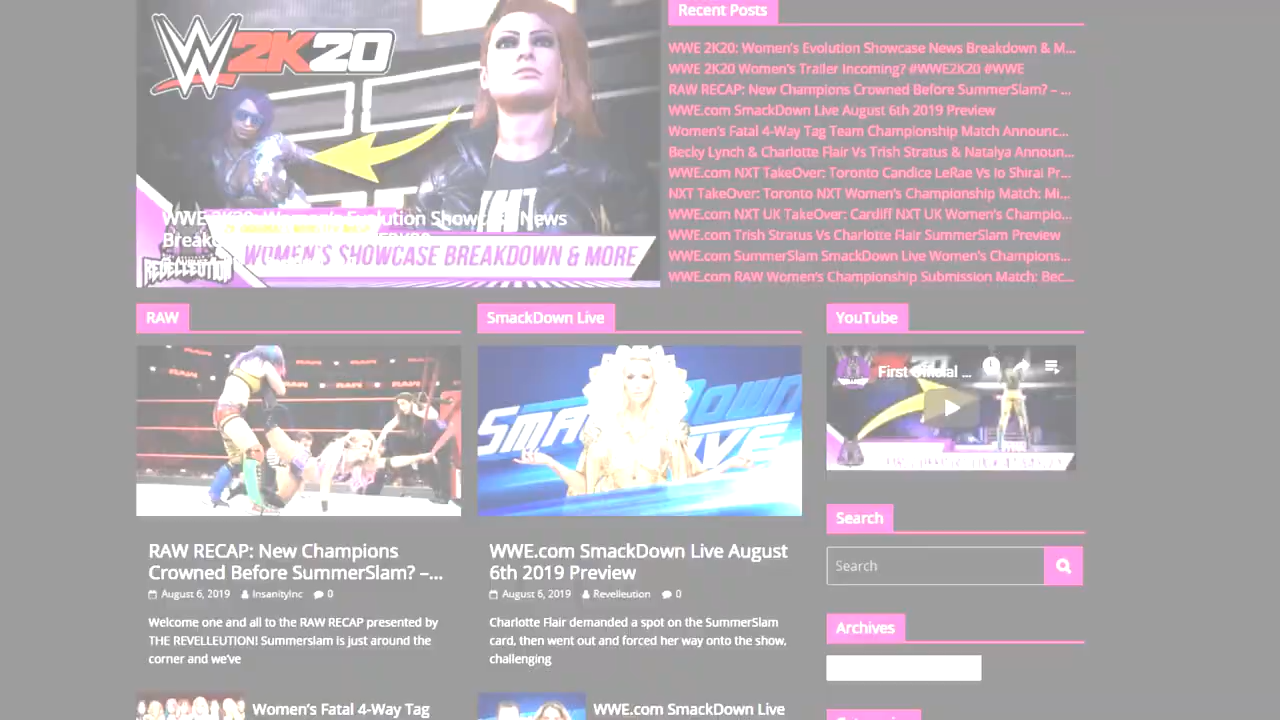 W2K20
WWE 2K20: Women's Evolution Showcase News
WOMEN'S SHOWCASE BREAKDOWN & MORE
REVELLEUTION
Recent Posts
WWE 2K20: Women's Evolution Showcase News Breakdown & M...
WWE 2K20 Women's Trailer Incoming? #WWE2K20 #WWE
RAW RECAP: New Champions Crowned Before SummerSlam? – ...
WWE.com SmackDown Live August 6th 2019 Preview
Women's Fatal 4-Way Tag Team Championship Match Announc...
Becky Lynch & Charlotte Flair Vs Trish Stratus & Natalya Announ...
WWE.com NXT TakeOver: Toronto Candice LeRae Vs Io Shirai Pr...
NXT TakeOver: Toronto NXT Women's Championship Match: Mi...
WWE.com NXT UK TakeOver: Cardiff NXT UK Women's Champio...
WWE.com Trish Stratus Vs Charlotte Flair SummerSlam Preview
WWE.com SummerSlam SmackDown Live Women's Champions...
WWE.com RAW Women's Championship Submission Match: Bec...
RAW
RAW RECAP: New Champions
Crowned Before SummerSlam? –...
August 6, 2019 InsanityInc 0
Welcome one and all to the RAW RECAP presented by
THE REVELLEUTION! Summerslam is just around the
corner and we've
Women's Fatal 4-Way Tag
SmackDown Live
SMACKDOWN
LIVE
WWE.com SmackDown Live August
6th 2019 Preview
August 6, 2019 Revelleution 0
Charlotte Flair demanded a spot on the SummerSlam
card, then went out and forced her way onto the show,
challenging
WWE.com SmackDown Live
YouTube
First Official ...
Search
Search
Archives